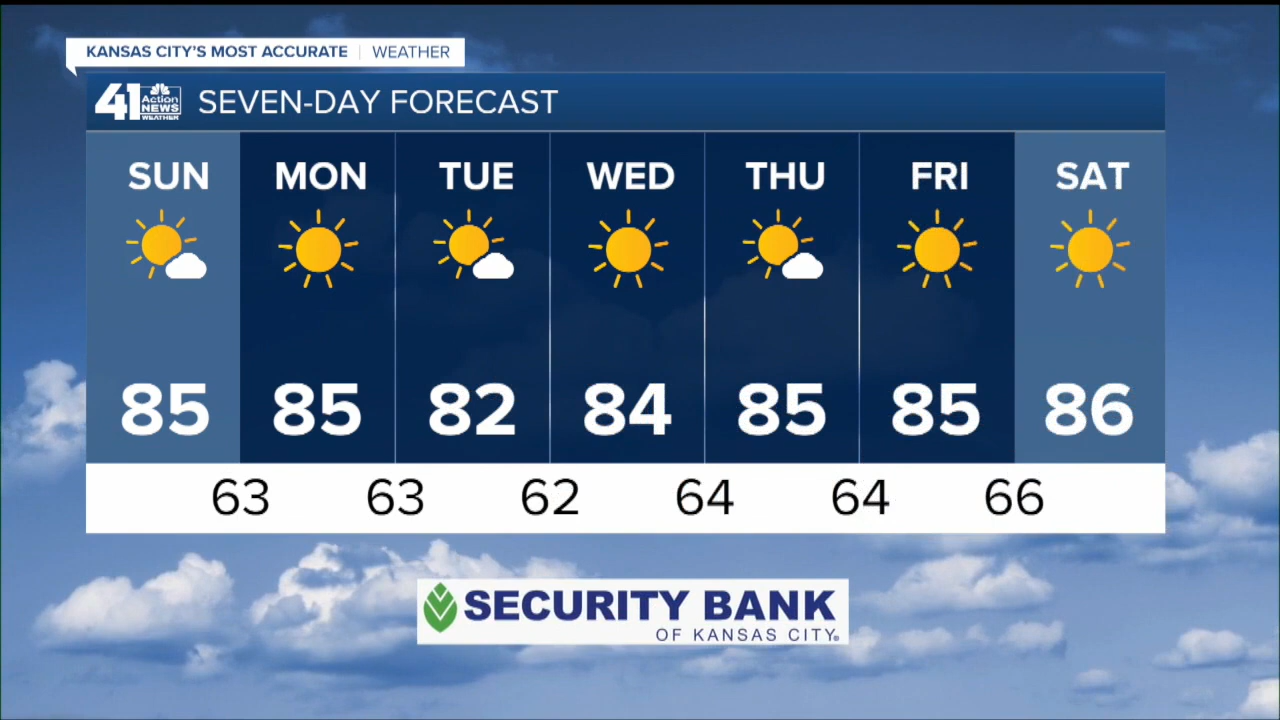 KANSAS CITY'S MOST ACCURATE | WEATHER
41 Action NEWS WEATHER
SEVEN-DAY FORECAST
SUN MON TUE WED THU FRI SAT
85 85 82 84 85 85 86
63 63 62 64 64 66
SECURITY BANK
OF KANSAS CITY®